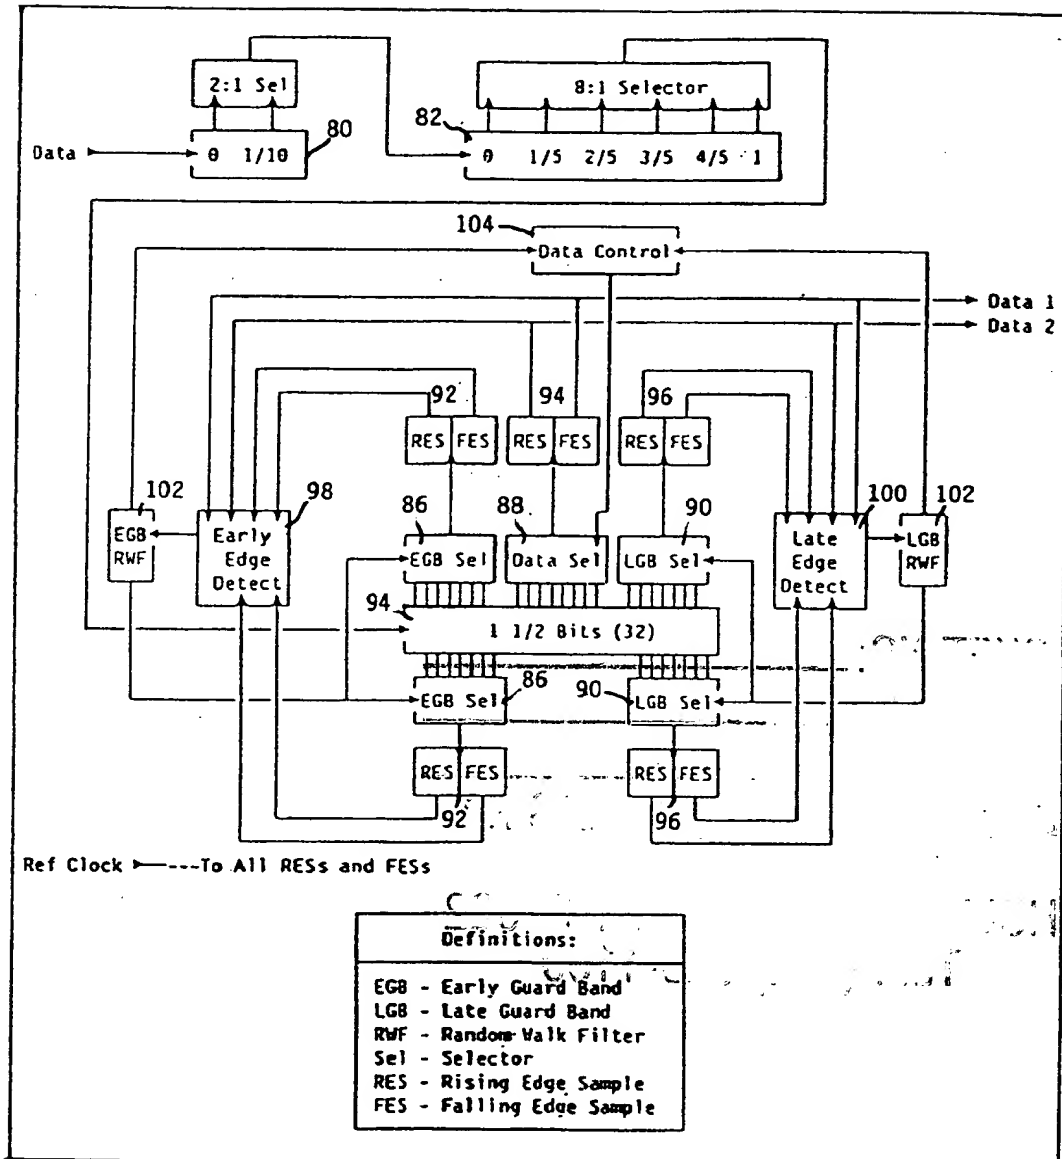 2:1 Sel
8:1 Selector
80
82
Data
0 1/10
0 1/5 2/5 3/5 4/5 1
104
Data Control
Data 1
Data 2
92
94
96
RES FES
RES FES
RES FES
102
98
86
88
90
100
102
EGB RWF
Early Edge Detect
EGB Sel
Data Sel
LGB Sel
Late Edge Detect
LGB RWF
94
1 1/2 Bits (32)
EGB Sel
86
90
LGB Sel
RES FES
RES FES
92
96
Ref Clock ---To All RESs and FESs
Definitions:
EGB - Early Guard Band
LGB - Late Guard Band
RWF - Random Walk Filter
Sel - Selector
RES - Rising Edge Sample
FES - Falling Edge Sample